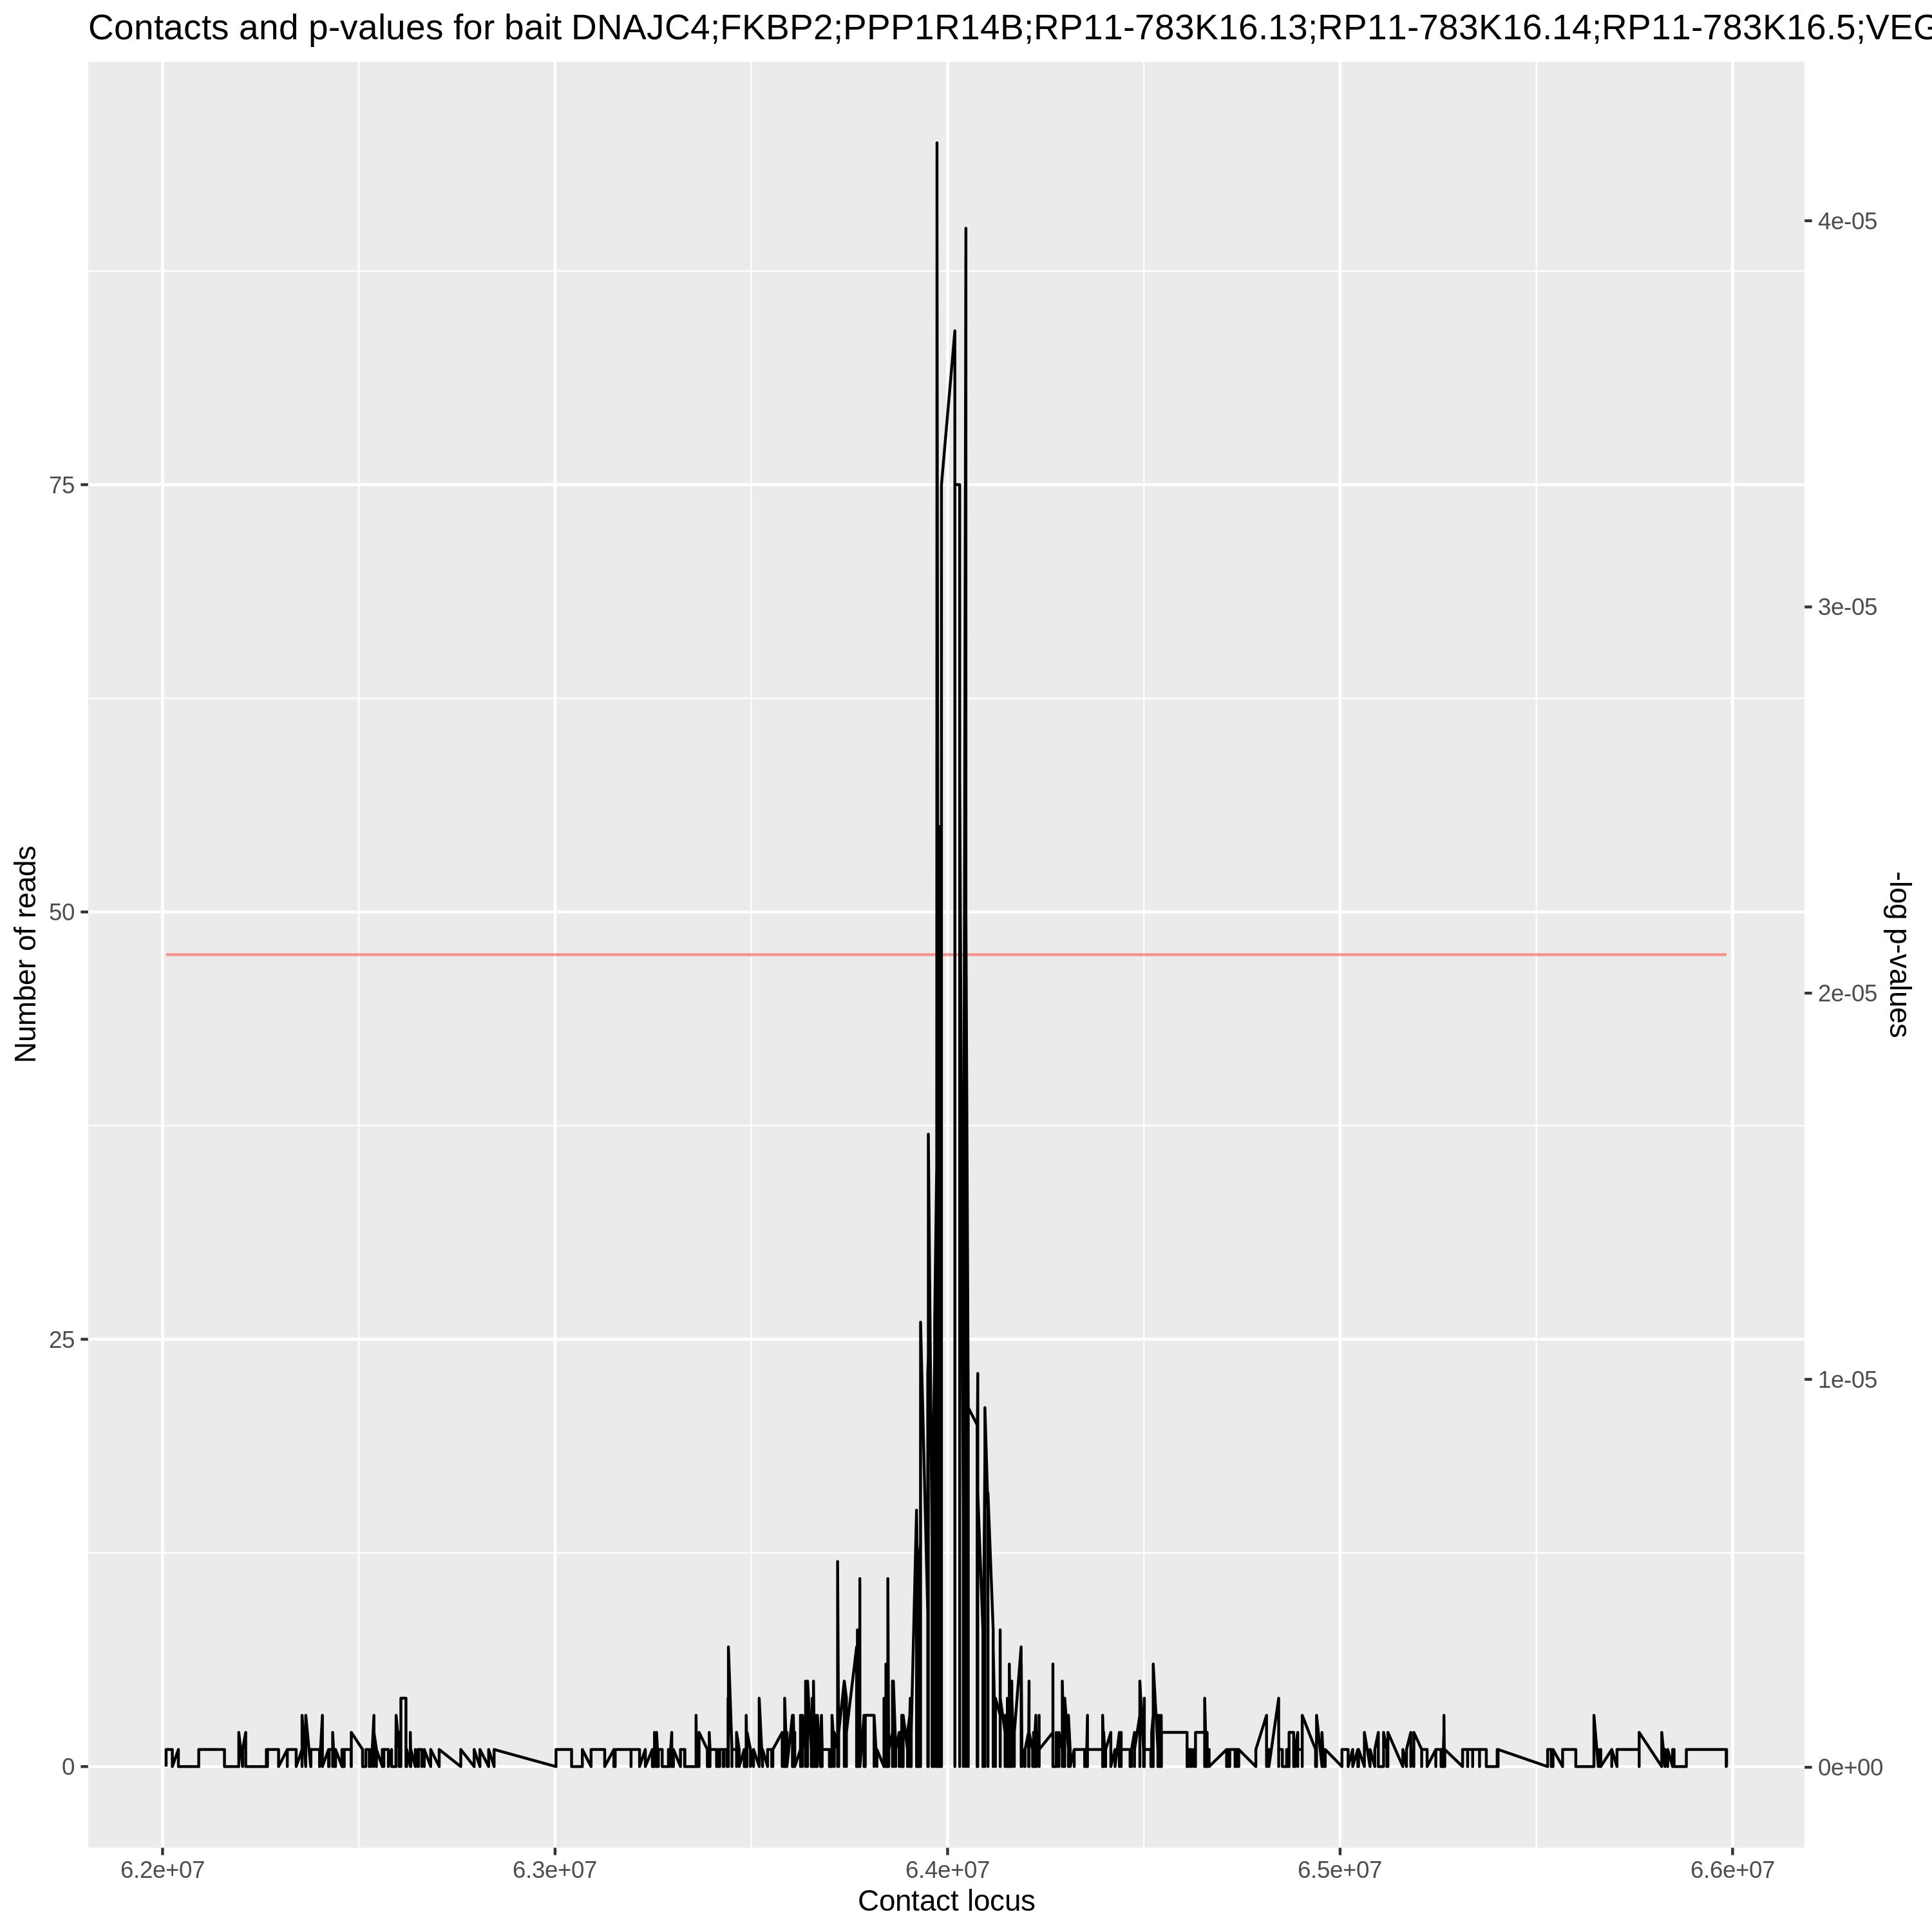 Contacts and p-values for bait DNAJC4;FKBP2;PPP1R14B;RP11-783K16.13;RP11-783K16.14;RP11-783K16.5;VEG
75
50
25
0
Number of reads
4e-05
3e-05
2e-05
1e-05
0e+00
-log p-values
6.2e+07
6.3e+07
6.4e+07
6.5e+07
6.6e+07
Contact locus